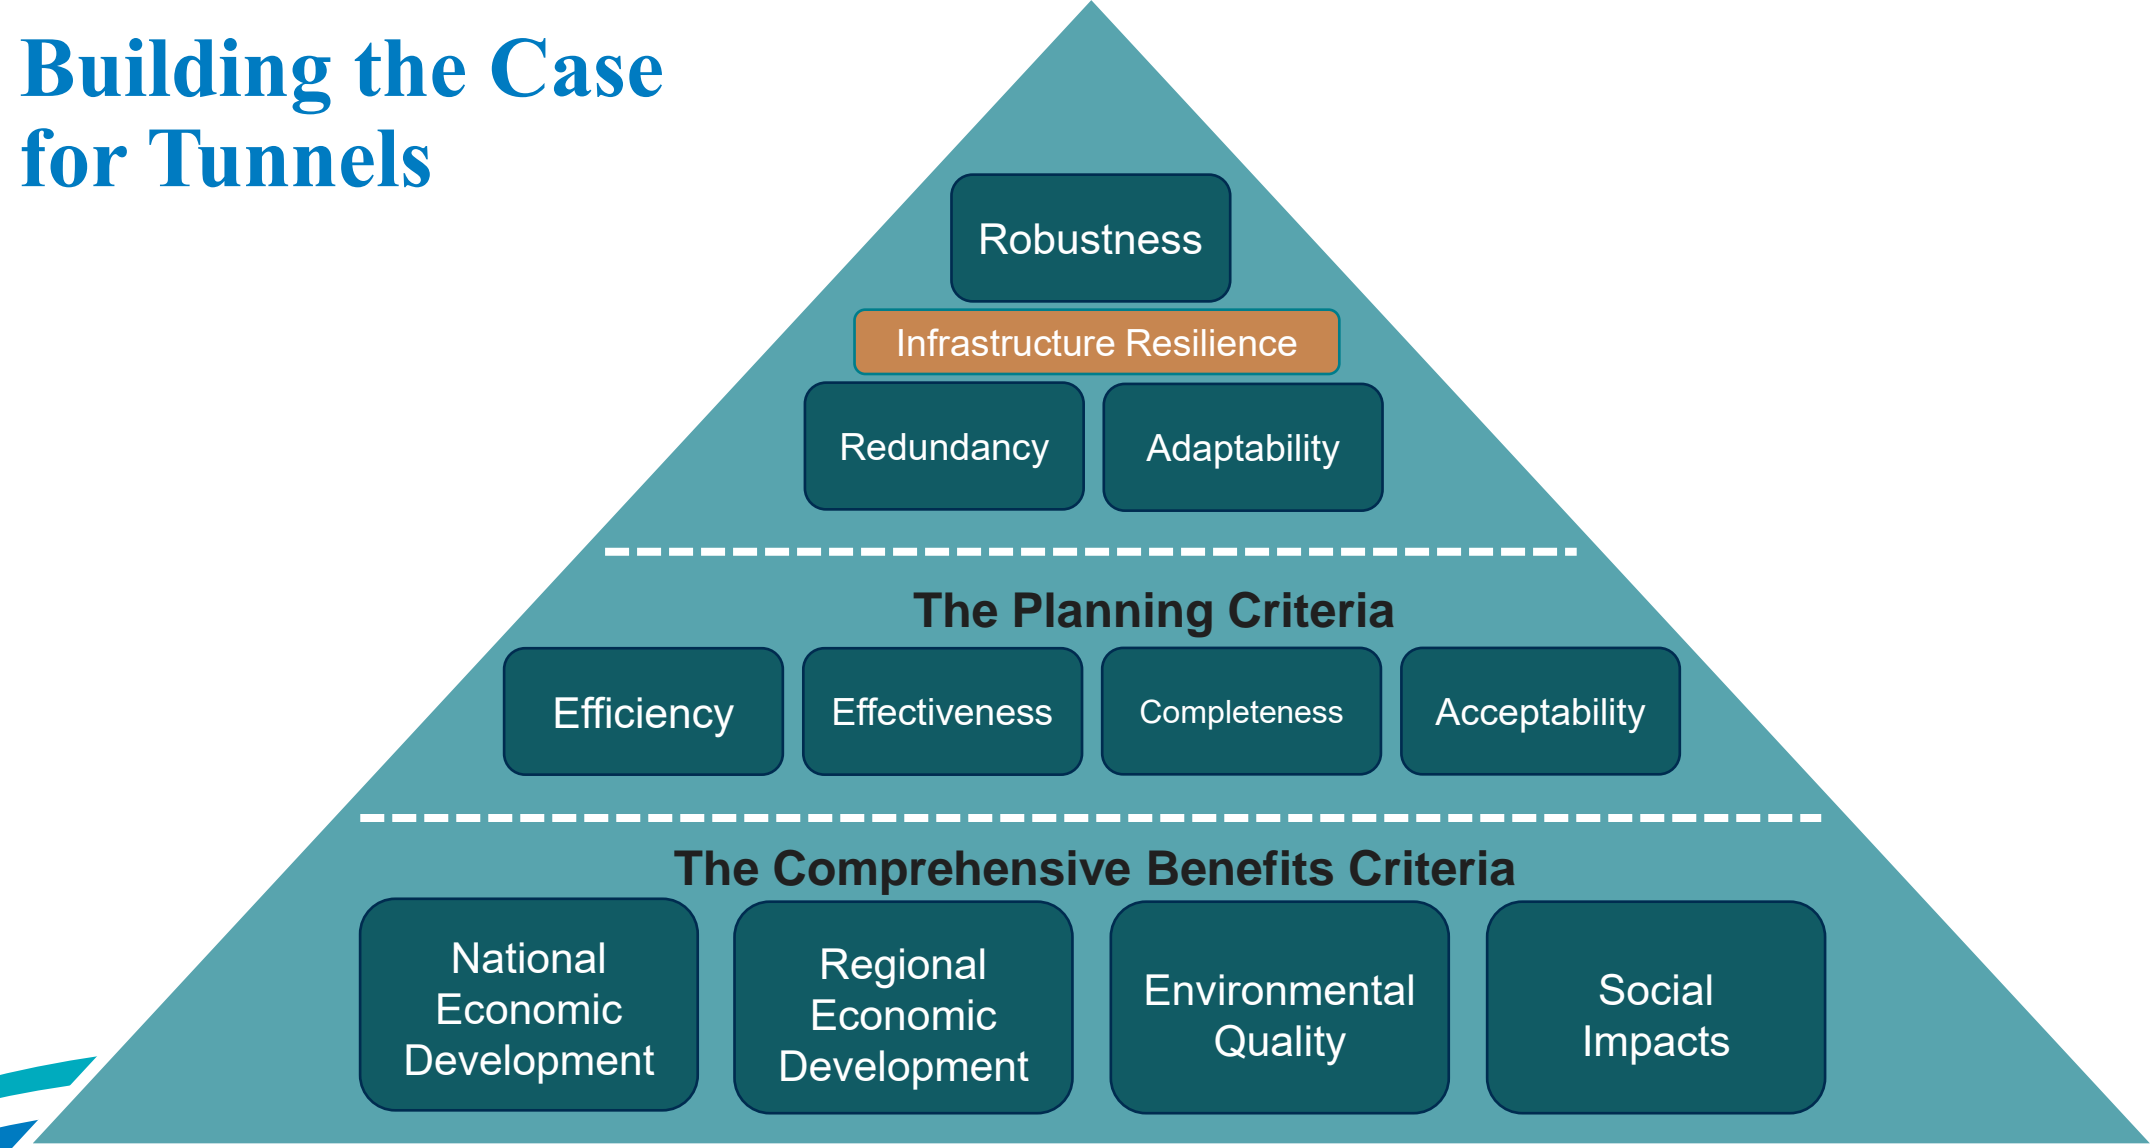 Building the Case
for Tunnels
Robustness
Infrastructure Resilience
Redundancy
Adaptability
The Planning Criteria
Efficiency
Effectiveness
Completeness
Acceptability
The Comprehensive Benefits Criteria
National
Economic
Development
Regional
Economic
Development
Environmental
Quality
Social
Impacts